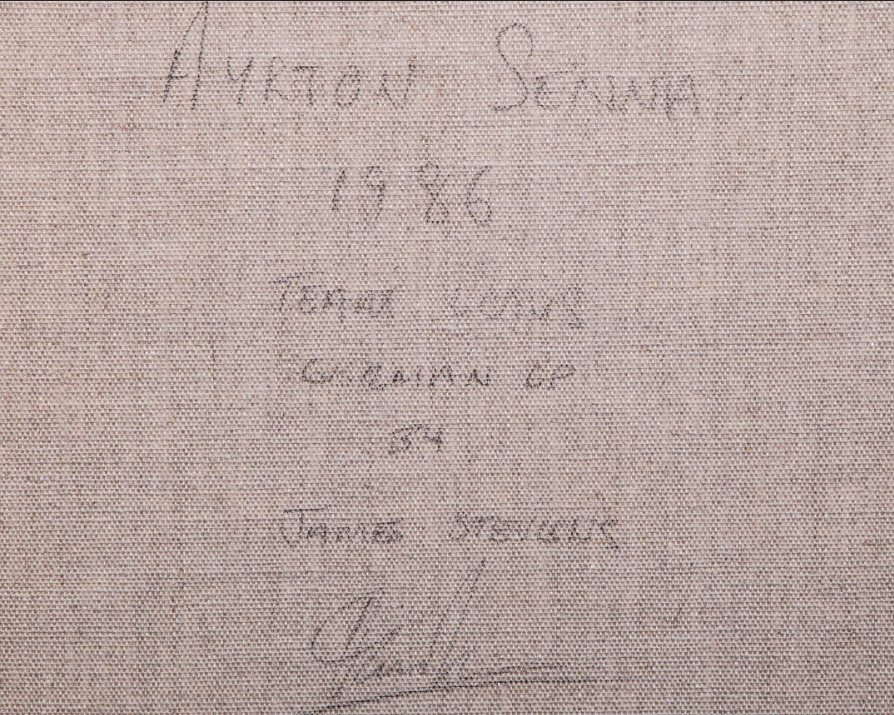 AYRTON SENNA
1986
TEAM LOTUS
GERMAN GP
BY
JAMES STEVENS